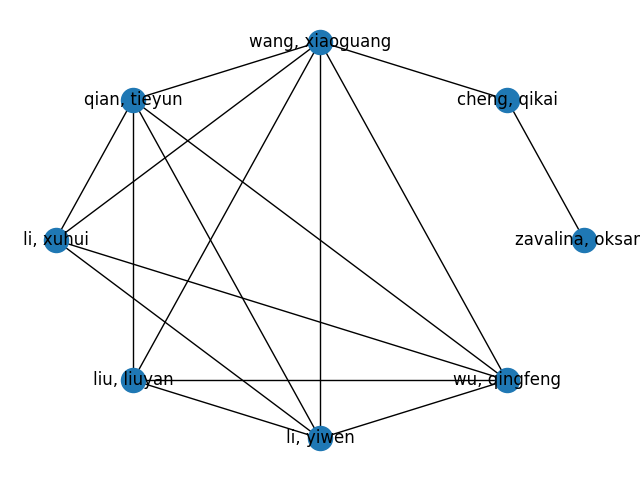 wang, xiaoguang
qian, tieyun
cheng, qikai
li, xuhui
zavalina, oksar
liu, liuyan
wu, qingfeng
li, yiwen